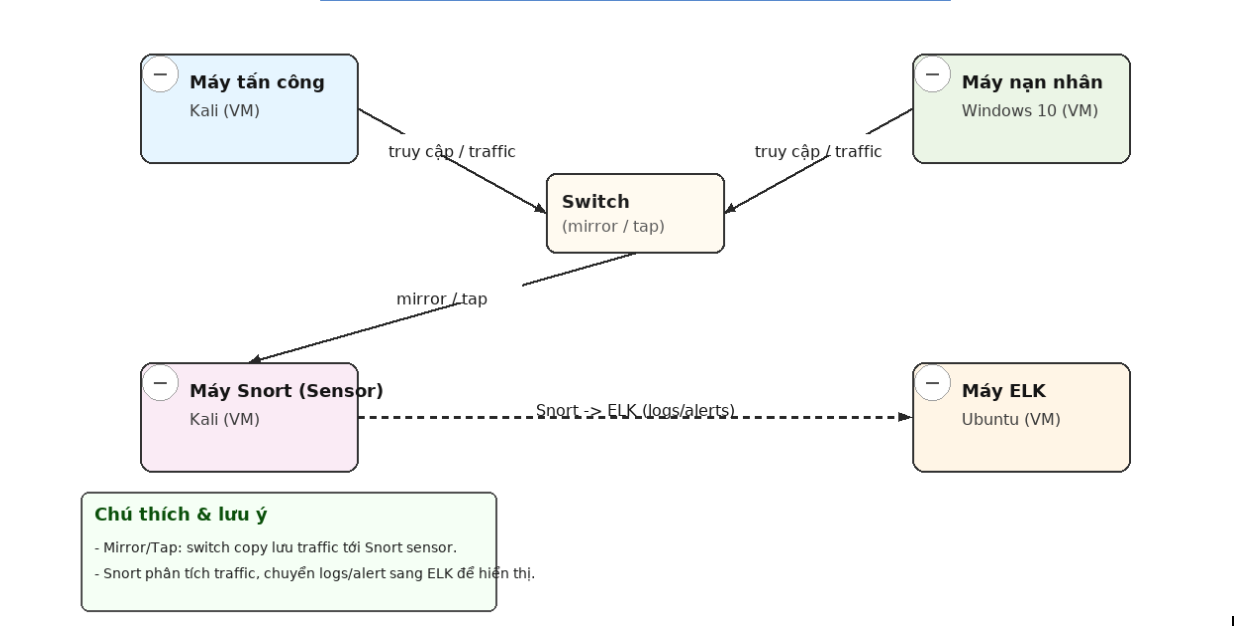 Máy tấn công
Kali (VM)
Máy nạn nhân
Windows 10 (VM)
truy cập / traffic
truy cập / traffic
Switch
(mirror / tap)
mirror / tap
Máy Snort (Sensor)
Kali (VM)
Snort -> ELK (logs/alerts)
Máy ELK
Ubuntu (VM)
Chú thích & lưu ý
- Mirror/Tap: switch copy lưu traffic tới Snort sensor.
- Snort phân tích traffic, chuyển logs/alert sang ELK để hiển thị.